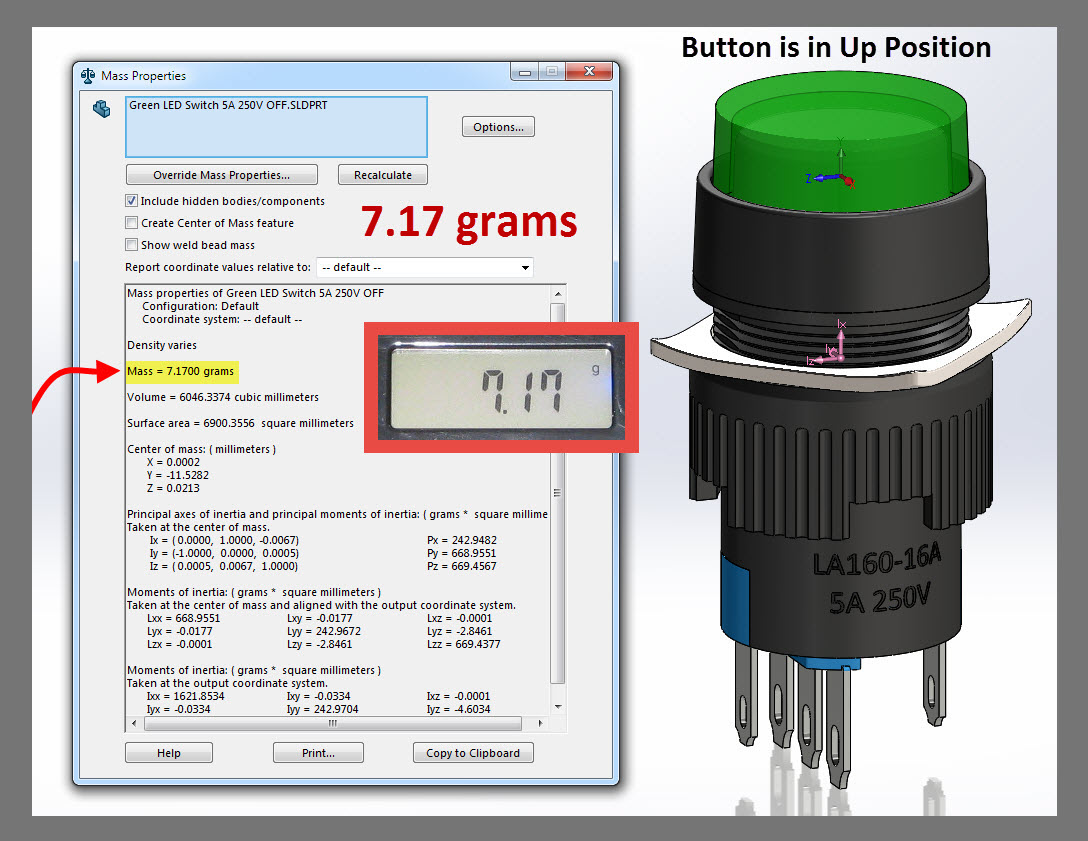 Button is in Up Position
Mass Properties
Green LED Switch 5A 250V OFF.SLDPRT
Options...
Override Mass Properties...
Recalculate
Include hidden bodies/components
Create Center of Mass feature
Show weld bead mass
7.17 grams
Report coordinate values relative to: -- default --
Mass properties of Green LED Switch 5A 250V OFF
Configuration: Default
Coordinate system: -- default --
Density varies
Mass = 7.1700 grams
Volume = 6046.3374 cubic millimeters
Surface area = 6900.3556 square millimeters
7.17 g
Center of mass: ( millimeters )
X = 0.0002
Y = -11.5282
Z = 0.0213
Principal axes of inertia and principal moments of inertia: ( grams * square millime
Taken at the center of mass.
Ix = ( 0.0000, 1.0000, -0.0067) Px = 242.9482
Iy = (-1.0000, 0.0000, 0.0005) Py = 668.9551
Iz = ( 0.0005, 0.0067, 1.0000) Pz = 669.4567
Moments of inertia: ( grams * square millimeters )
Taken at the center of mass and aligned with the output coordinate system.
Lxx = 668.9551 Lxy = -0.0177 Lxz = -0.0001
Lyx = -0.0177 Lyy = 242.9672 Lyz = -2.8461
Lzx = -0.0001 Lzy = -2.8461 Lzz = 669.4377
Moments of inertia: ( grams * square millimeters )
Taken at the output coordinate system.
Ixx = 1621.8534 Ixy = -0.0334 Ixz = -0.0001
Iyx = -0.0334 Iyy = 242.9704 Iyz = -4.6034
Help
Print...
Copy to Clipboard
Y
Z
Ix
Iy
Iz
LA160-16A
5A 250V